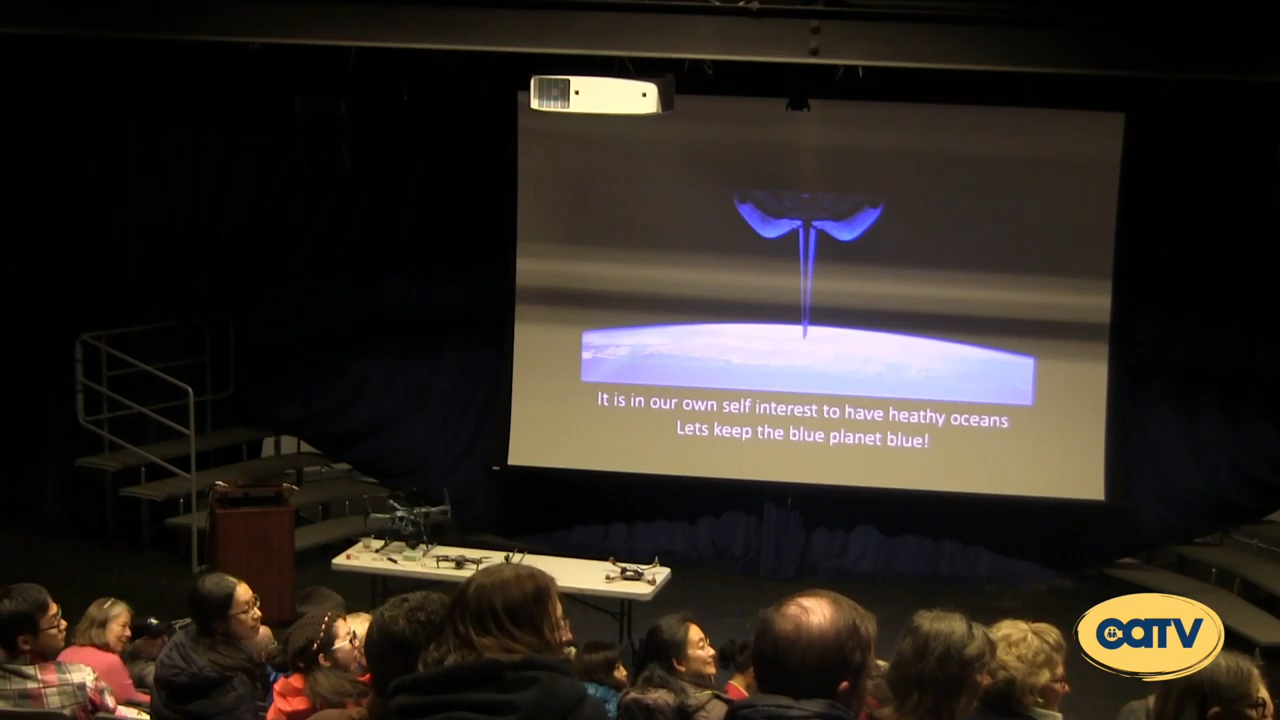 It is in our own self interest to have heathy oceans
Lets keep the blue planet blue!
CATV